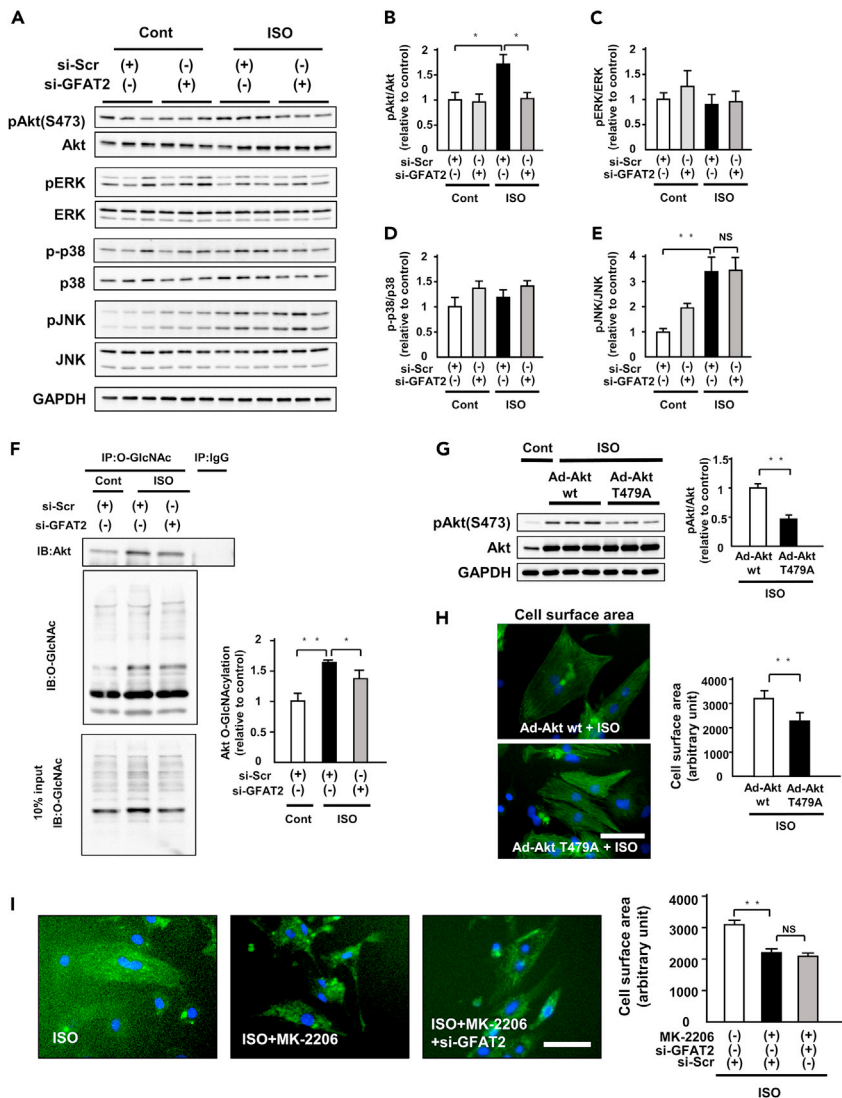 A
Cont ISO
si-Scr (+) (-) (+) (-)
si-GFAT2 (-) (+) (-) (+)
pAkt(S473)
Akt
pERK
ERK
p-p38
p38
pJNK
JNK
GAPDH
B
pAkt/Akt
(relative to control)
2
1.5
1
0.5
0
* *
si-Scr (+) (-) (+) (-)
si-GFAT2 (-) (+) (-) (+)
Cont ISO
C
pERK/ERK
(relative to control)
2
1.5
1
0.5
0
si-Scr (+) (-) (+) (-)
si-GFAT2 (-) (+) (-) (+)
Cont ISO
D
p-p38/p38
(relative to control)
2
1.5
1
0.5
0
si-Scr (+) (-) (+) (-)
si-GFAT2 (-) (+) (-) (+)
Cont ISO
E
pJNK/JNK
(relative to control)
4
3
2
1
0
* * NS
si-Scr (+) (-) (+) (-)
si-GFAT2 (-) (+) (-) (+)
Cont ISO
F
IP:O-GlcNAc IP:IgG
Cont ISO
si-Scr (+) (+) (-)
si-GFAT2 (-) (-) (+)
IB:Akt
IB:O-GlcNAc
10% input
IB:O-GlcNAc
Akt O-GlcNAcylation
(relative to control)
2
1.5
1
0.5
0
* * *
si-Scr (+) (+) (-)
si-GFAT2 (-) (-) (+)
Cont ISO
G
Cont ISO
Ad-Akt Ad-Akt
wt T479A
pAkt(S473)
Akt
GAPDH
pAkt/Akt
(relative to control)
1.5
1
0.5
0
* *
Ad-Akt Ad-Akt
wt T479A
ISO
H
Cell surface area
Ad-Akt wt + ISO
Ad-Akt T479A + ISO
Cell surface area
(arbitrary unit)
4000
3000
2000
1000
0
* *
Ad-Akt Ad-Akt
wt T479A
ISO
I
ISO
ISO+MK-2206
ISO+MK-2206
+si-GFAT2
Cell surface area
(arbitrary unit)
4000
3000
2000
1000
0
* * NS
MK-2206 (-) (+) (+)
si-GFAT2 (-) (-) (+)
si-Scr (+) (+) (-)
ISO